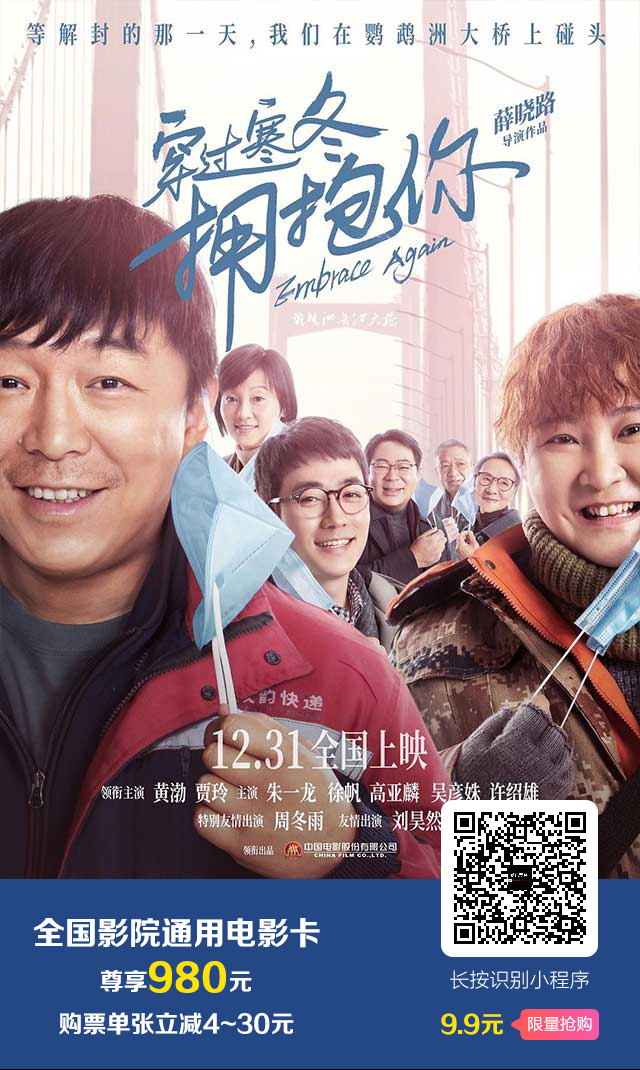 等解封的那一天,我们在鹦鹉洲大桥上碰头
薛晓路
导演作品
穿过寒冬
拥抱你
Embrace Again
12.31全国上映
领衔主演 黄渤 贾玲 主演 朱一龙 徐帆 高亚麟 吴彦姝 许绍雄
特别友情出演 周冬雨 友情出演 刘昊然
领衔出品 中国电影股份有限公司
CHINA FILM CO.,LTD.
韵快递
全国影院通用电影卡
尊享980元
购票单张立减4~30元
长按识别小程序
9.9元 限量抢购